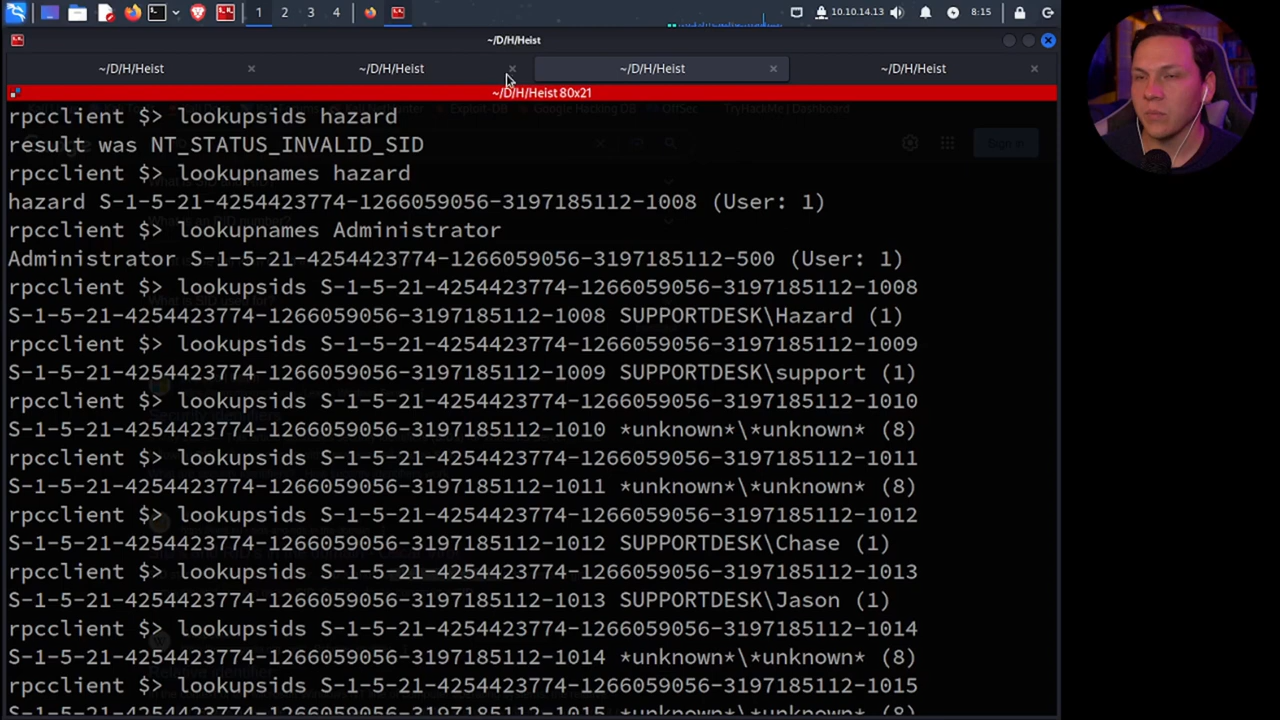 1 2 3 4
10.10.14.13
8:15
~/D/H/Heist
~/D/H/Heist
~/D/H/Heist
~/D/H/Heist
~/D/H/Heist
~/D/H/Heist 80x21
rpcclient $> lookupsids hazard
result was NT_STATUS_INVALID_SID
rpcclient $> lookupnames hazard
hazard S-1-5-21-4254423774-1266059056-3197185112-1008 (User: 1)
rpcclient $> lookupnames Administrator
Administrator S-1-5-21-4254423774-1266059056-3197185112-500 (User: 1)
rpcclient $> lookupsids S-1-5-21-4254423774-1266059056-3197185112-1008
S-1-5-21-4254423774-1266059056-3197185112-1008 SUPPORTDESK\Hazard (1)
rpcclient $> lookupsids S-1-5-21-4254423774-1266059056-3197185112-1009
S-1-5-21-4254423774-1266059056-3197185112-1009 SUPPORTDESK\support (1)
rpcclient $> lookupsids S-1-5-21-4254423774-1266059056-3197185112-1010
S-1-5-21-4254423774-1266059056-3197185112-1010 *unknown*\*unknown* (8)
rpcclient $> lookupsids S-1-5-21-4254423774-1266059056-3197185112-1011
S-1-5-21-4254423774-1266059056-3197185112-1011 *unknown*\*unknown* (8)
rpcclient $> lookupsids S-1-5-21-4254423774-1266059056-3197185112-1012
S-1-5-21-4254423774-1266059056-3197185112-1012 SUPPORTDESK\Chase (1)
rpcclient $> lookupsids S-1-5-21-4254423774-1266059056-3197185112-1013
S-1-5-21-4254423774-1266059056-3197185112-1013 SUPPORTDESK\Jason (1)
rpcclient $> lookupsids S-1-5-21-4254423774-1266059056-3197185112-1014
S-1-5-21-4254423774-1266059056-3197185112-1014 *unknown*\*unknown* (8)
rpcclient $> lookupsids S-1-5-21-4254423774-1266059056-3197185112-1015
S-1-5-21-4254423774-1266059056-3197185112-1015 *unknown*\*unknown* (8)